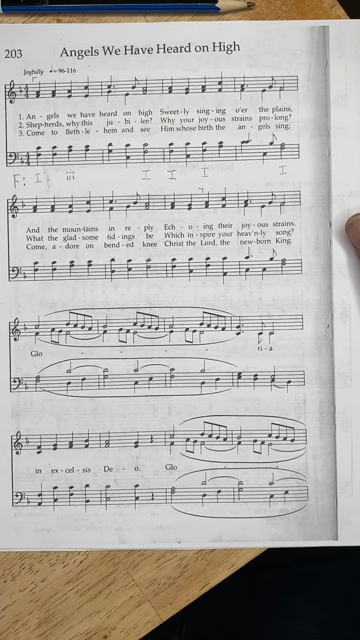 203 Angels We Have Heard on High
Joyfully ♩= 96-116
1. An - gels we have heard on high Sweet-ly sing - ing o'er the plains,
2. Shep-herds, why this ju - bi - lee? Why your joy - ous strains pro - long?
3. Come to Beth - le - hem and see Him whose birth the an - gels sing;
F: I I I I I
And the moun-tains in re - ply Ech - o - ing their joy - ous strains.
What the glad-some tid - ings be Which in - spire your heav'n-ly song?
Come, a - dore on bend - ed knee Christ the Lord, the new-born King.
Glo - - - - ri - a
in ex - cel - sis De - o. Glo - -